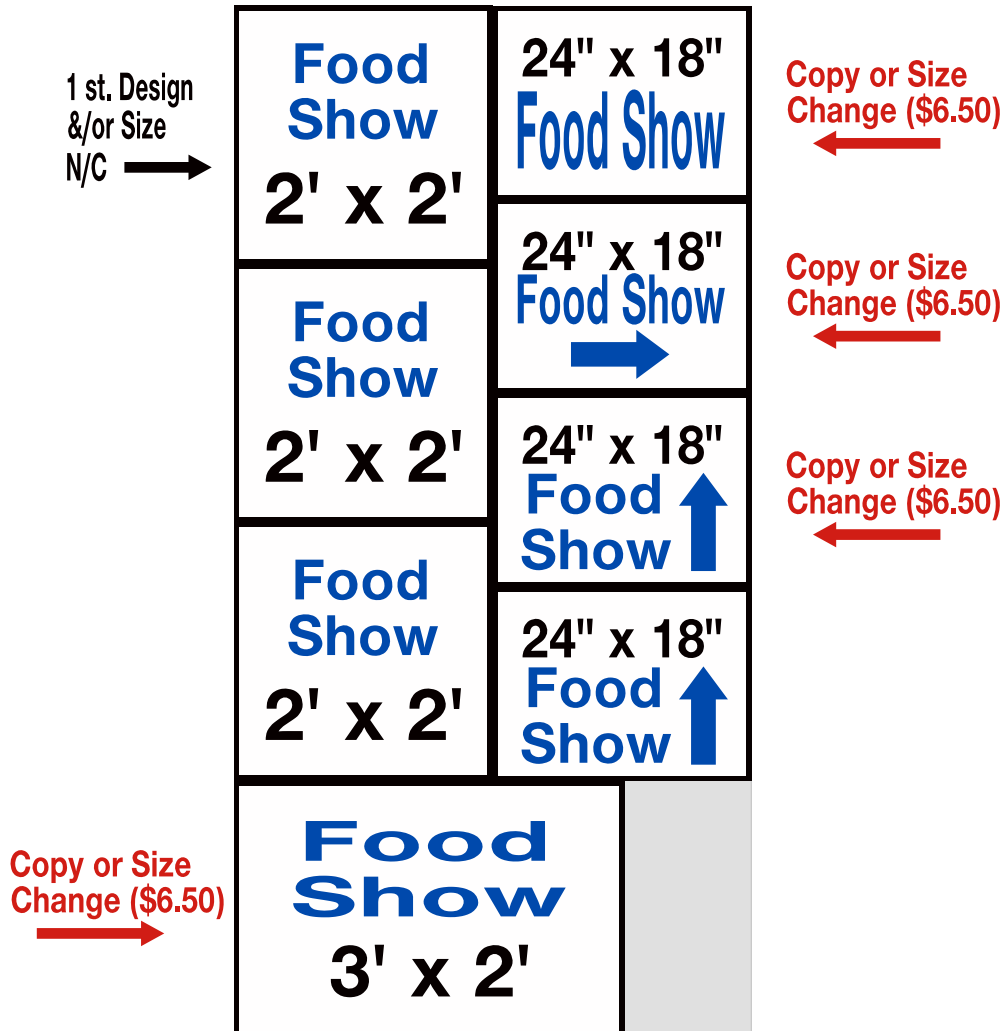 1 st. Design
&/or Size
N/C
Food
Show
2' x 2'
24" x 18"
Food Show
Copy or Size
Change ($6.50)
24" x 18"
Food Show
Copy or Size
Change ($6.50)
Food
Show
2' x 2'
24" x 18"
Food
Show
Copy or Size
Change ($6.50)
Food
Show
2' x 2'
24" x 18"
Food
Show
Copy or Size
Change ($6.50)
Food
Show
3' x 2'